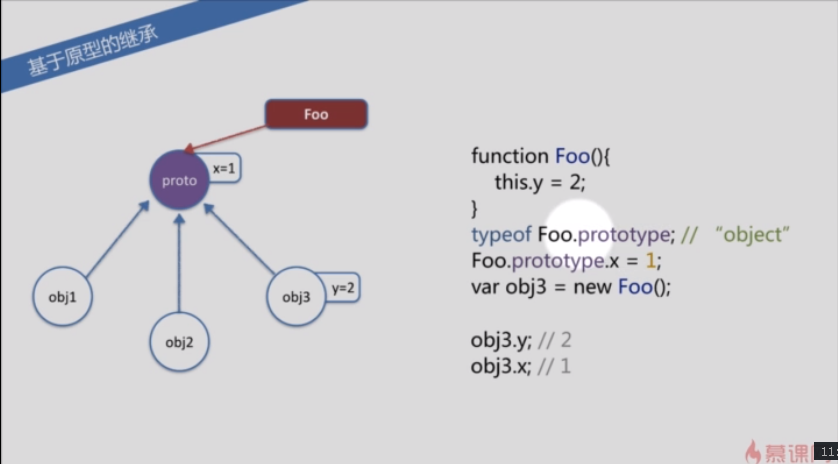 基于原型的继承
Foo
x=1
proto
obj1
obj2
obj3
y=2
function Foo(){
this.y = 2;
}
typeof Foo.prototype; // “object”
Foo.prototype.x = 1;
var obj3 = new Foo();
obj3.y; // 2
obj3.x; // 1
慕课
11: